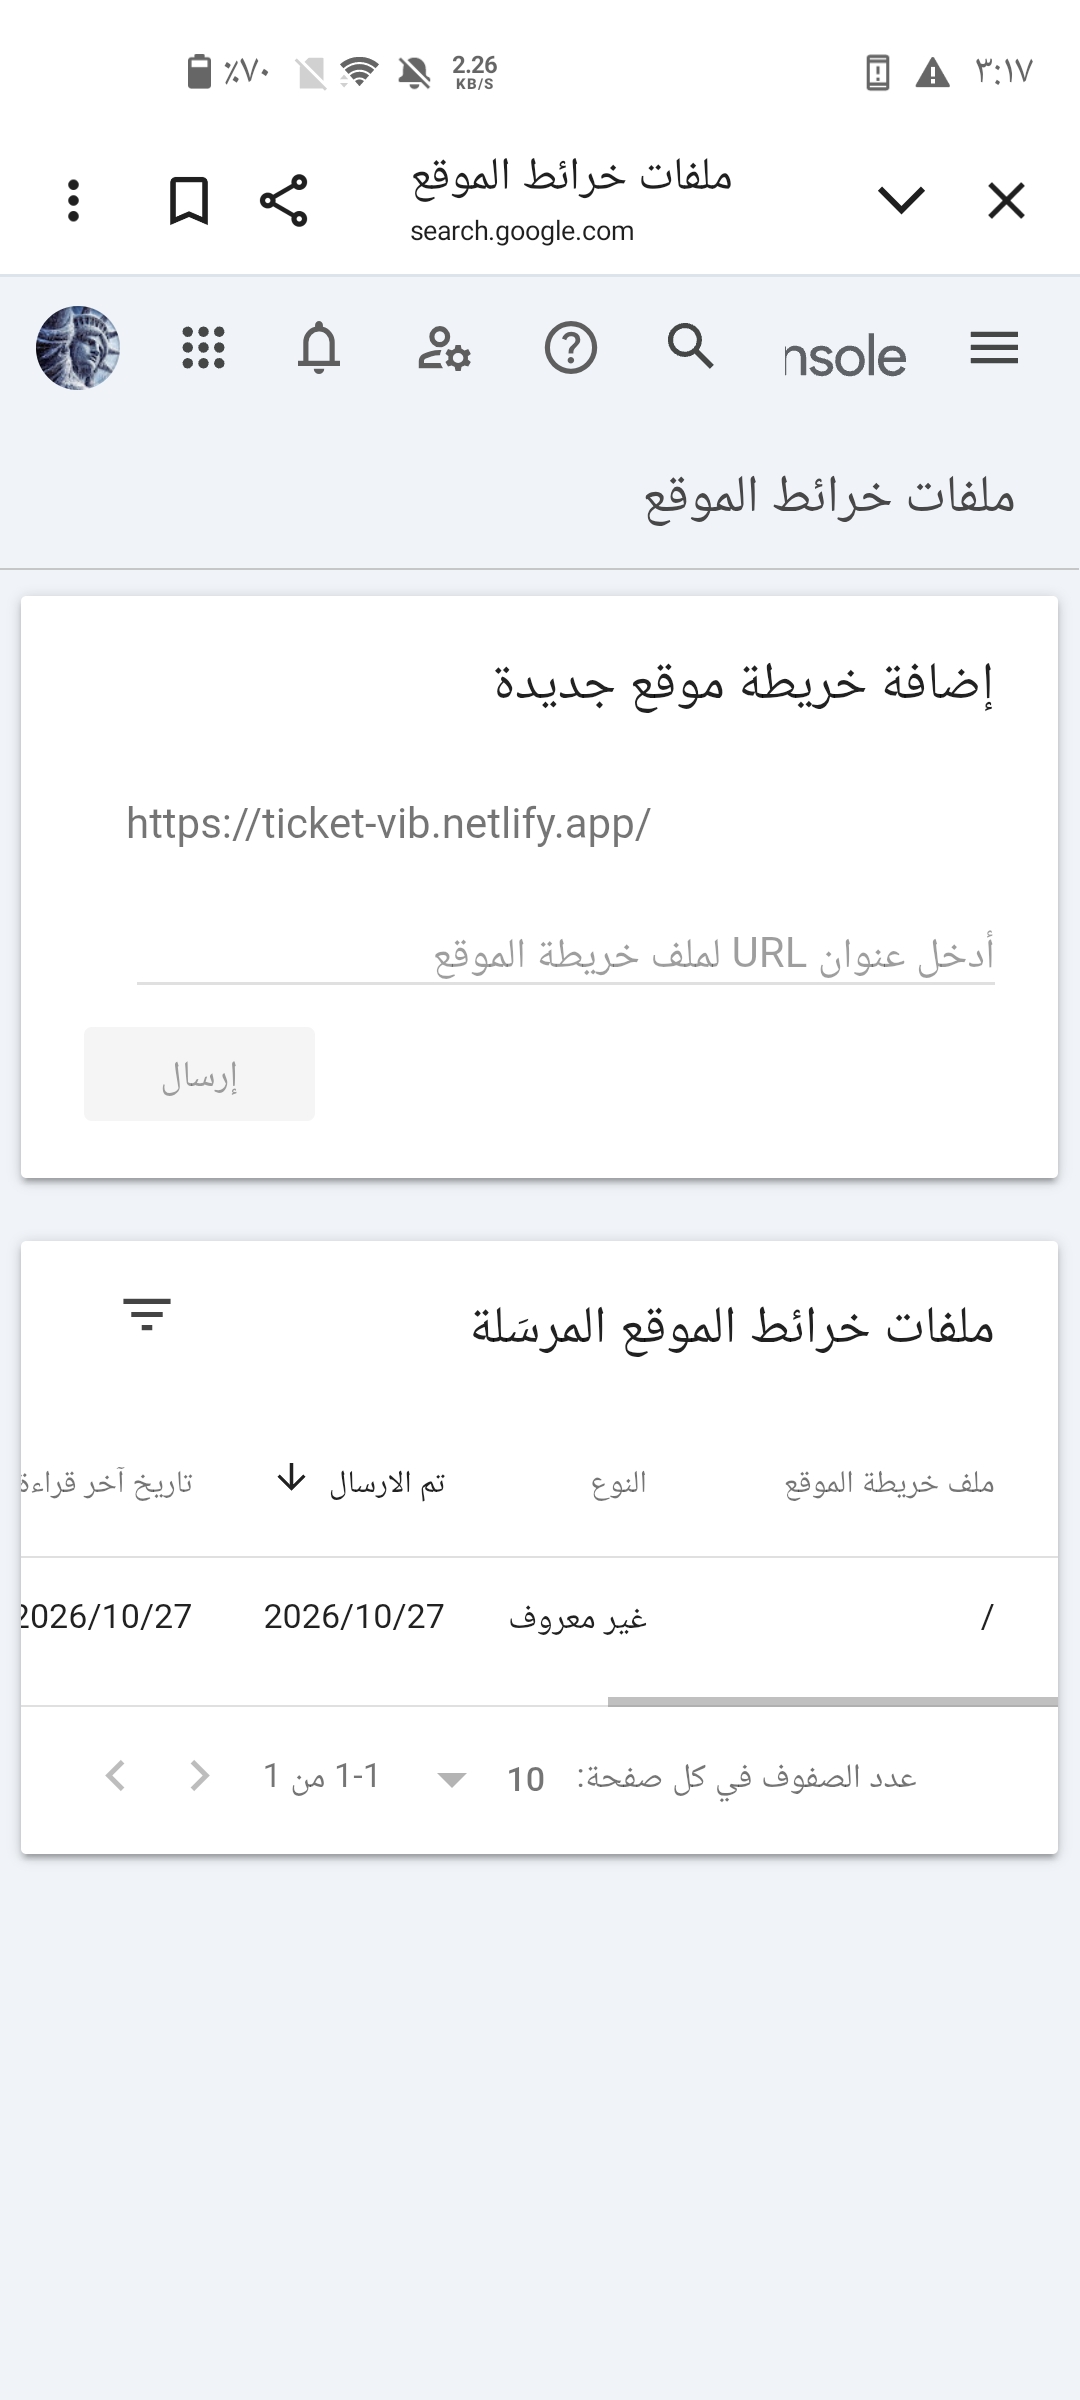 ٣:١٧
2.26
KB/S
٪٧٠
ملفات خرائط الموقع
search.google.com
nsole
ملفات خرائط الموقع
إضافة خريطة موقع جديدة
https://ticket-vib.netlify.app/
أدخل عنوان URL لملف خريطة الموقع
إرسال
ملفات خرائط الموقع المرسَلة
ملف خريطة الموقع النوع تم الارسال تاريخ آخر قراءة
/ غير معروف 2026/10/27 2026/10/27
عدد الصفوف في كل صفحة: 10 1-1 من 1